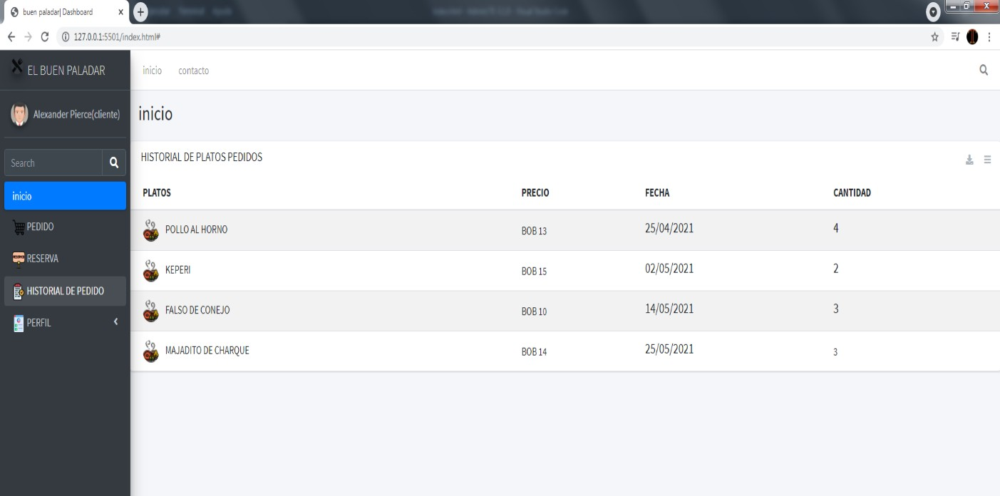 buen paladar| Dashboard
127.0.0.1:5501/index.html#
EL BUEN PALADAR
inicio contacto
Alexander Pierce(cliente)
inicio
Search
HISTORIAL DE PLATOS PEDIDOS
inicio
PEDIDO
RESERVA
HISTORIAL DE PEDIDO
PERFIL
PLATOS PRECIO FECHA CANTIDAD
POLLO AL HORNO BOB 13 25/04/2021 4
KEPERI BOB 15 02/05/2021 2
FALSO DE CONEJO BOB 10 14/05/2021 3
MAJADITO DE CHARQUE BOB 14 25/05/2021 3